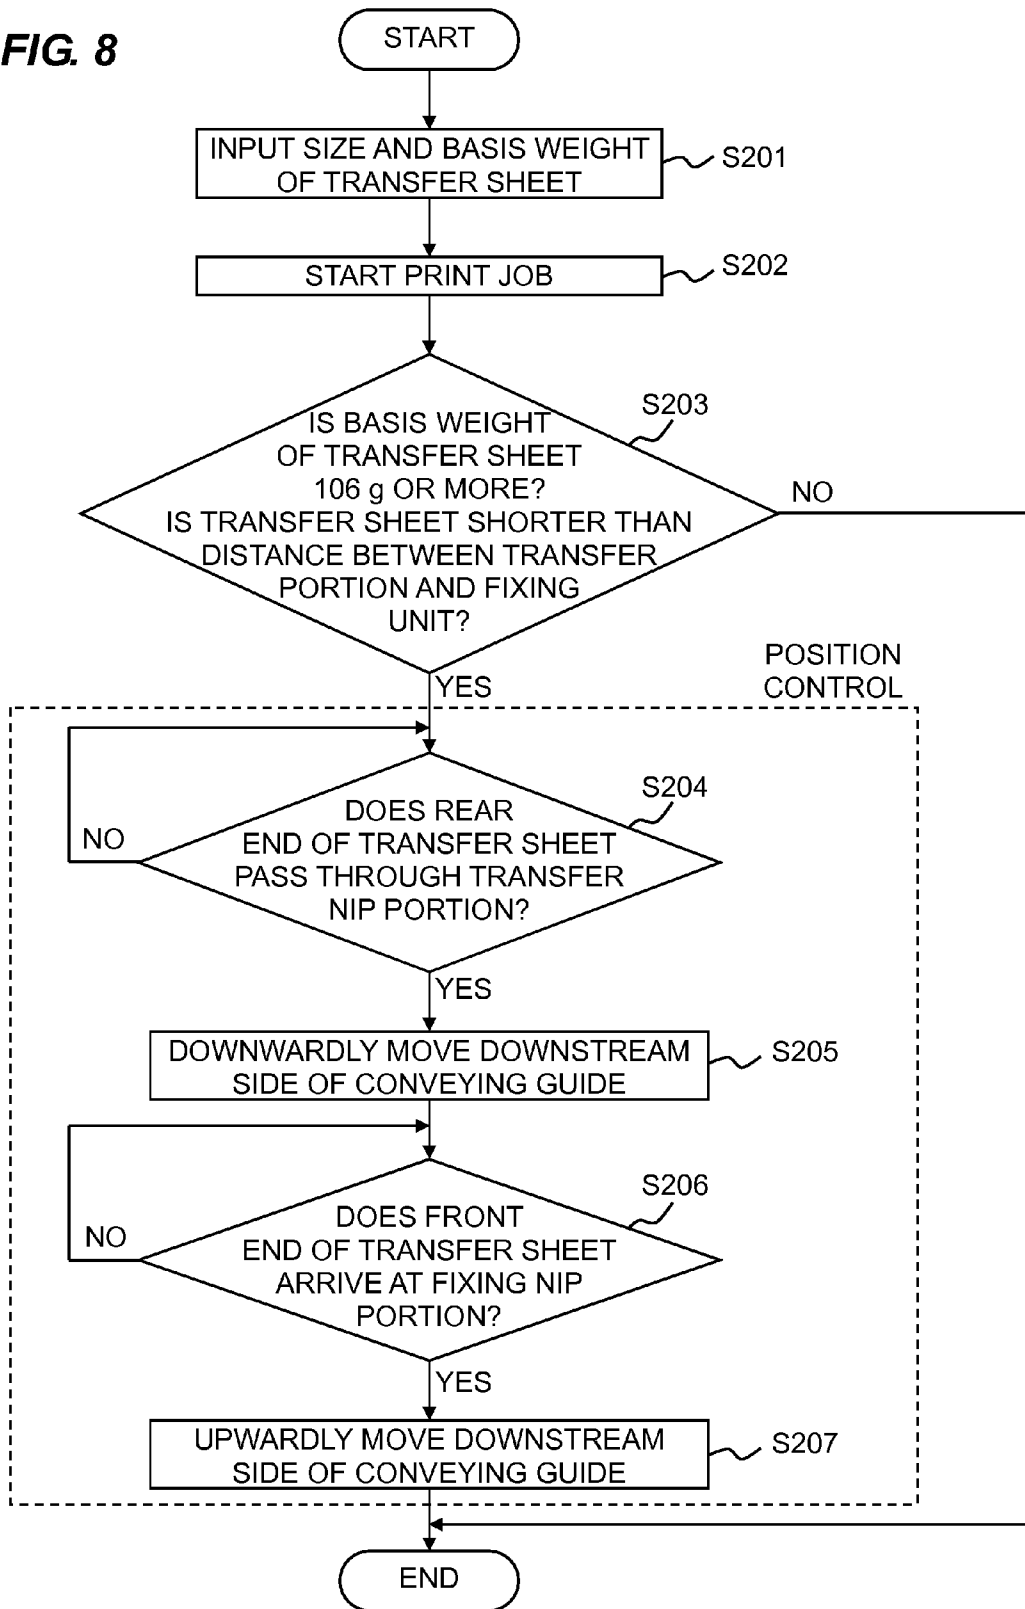 FIG. 8
START
INPUT SIZE AND BASIS WEIGHT
OF TRANSFER SHEET
S201
START PRINT JOB
S202
IS BASIS WEIGHT
OF TRANSFER SHEET
106 g OR MORE?
IS TRANSFER SHEET SHORTER THAN
DISTANCE BETWEEN TRANSFER
PORTION AND FIXING
UNIT?
S203
NO
YES
POSITION
CONTROL
DOES REAR
END OF TRANSFER SHEET
PASS THROUGH TRANSFER
NIP PORTION?
S204
NO
YES
DOWNWARDLY MOVE DOWNSTREAM
SIDE OF CONVEYING GUIDE
S205
DOES FRONT
END OF TRANSFER SHEET
ARRIVE AT FIXING NIP
PORTION?
S206
NO
YES
UPWARDLY MOVE DOWNSTREAM
SIDE OF CONVEYING GUIDE
S207
END